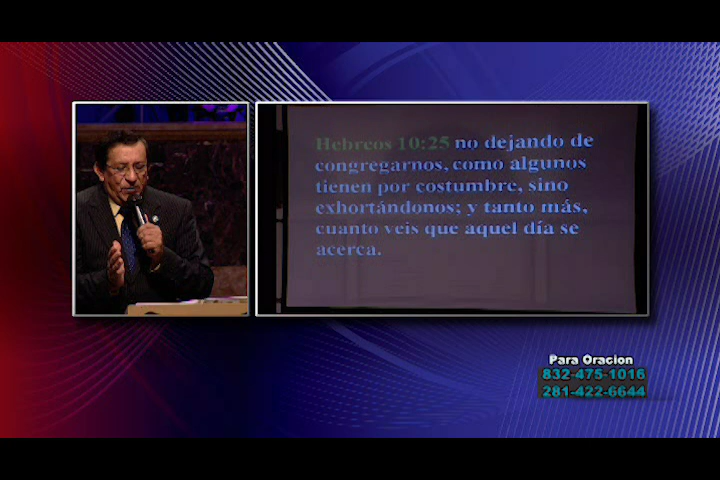 Hebreos 10:25 no dejando de
congregarnos, como algunos
tienen por costumbre, sino
exhortándonos; y tanto más,
cuanto veis que aquel día se
acerca.
Para Oracion
832-475-1016
281-422-6644